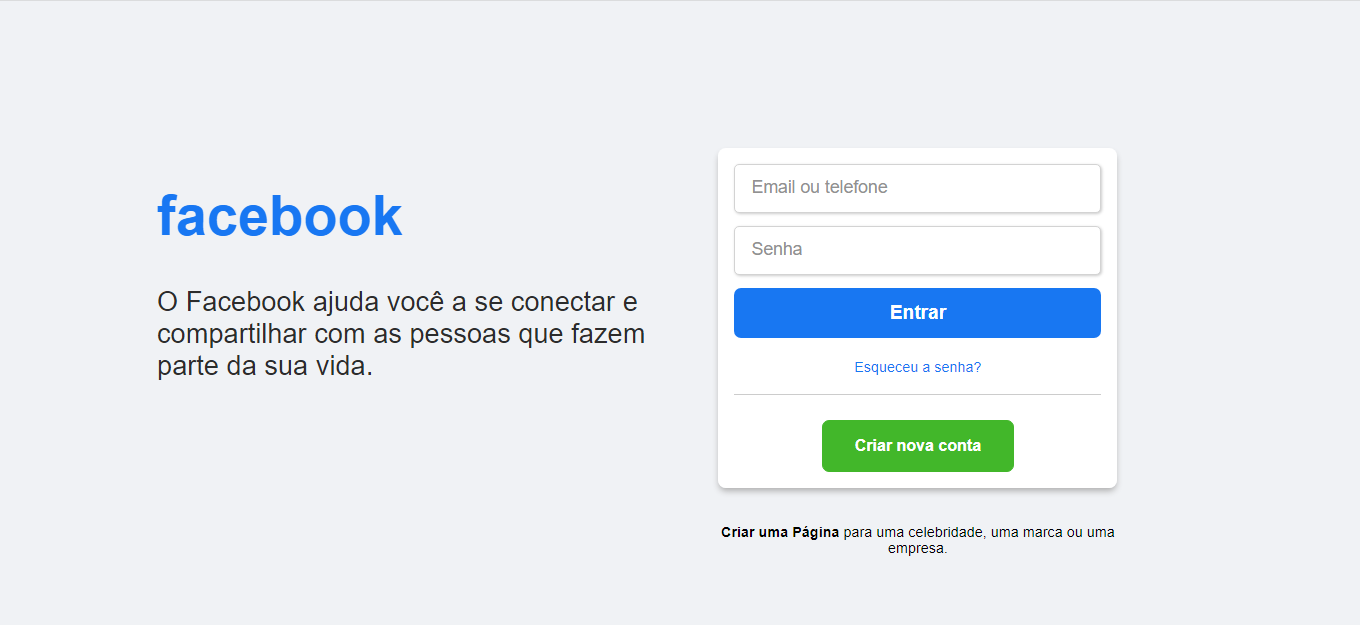 facebook
O Facebook ajuda você a se conectar e
compartilhar com as pessoas que fazem
parte da sua vida.
Email ou telefone
Senha
Entrar
Esqueceu a senha?
Criar nova conta
Criar uma Página para uma celebridade, uma marca ou uma
empresa.